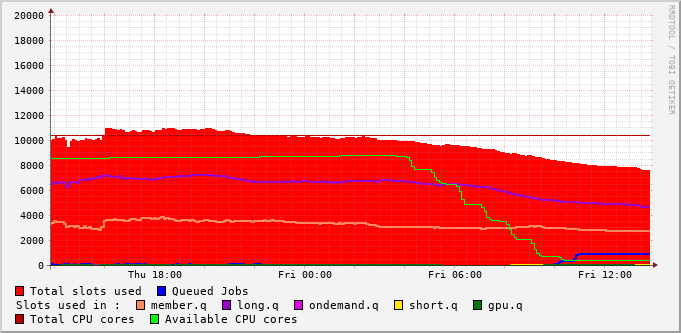 20000
18000
16000
14000
12000
10000
8000
6000
4000
2000
0
Thu 18:00 Fri 00:00 Fri 06:00 Fri 12:00
Total slots used Queued Jobs
Slots used in : member.q long.q ondemand.q short.q gpu.q
Total CPU cores Available CPU cores
RRDTOOL / TOBI OETIKER